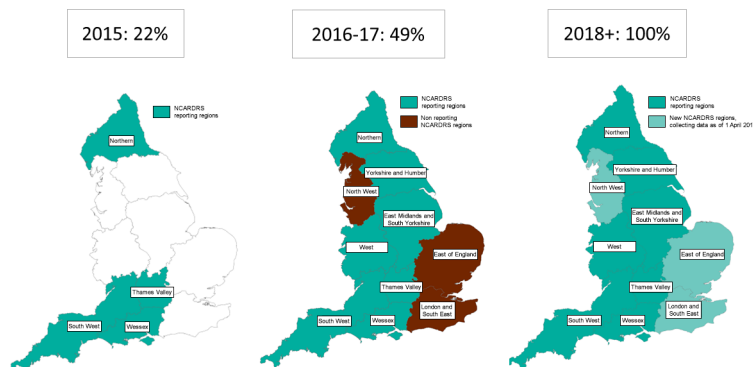 2015: 22%
2016-17: 49%
2018+: 100%
NCARDRS
reporting regions
Northern
Thames Valley
South West
Wessex
NCARDRS
reporting regions
Non reporting
NCARDRS regions
Northern
Yorkshire and Humber
North West
East Midlands and
South Yorkshire
West
East of England
Thames Valley
London and
South East
South West
Wessex
NCARDRS
reporting regions
New NCARDRS regions,
collecting data as of 1 April 201
Northern
Yorkshire and Humber
North West
East Midlands and
South Yorkshire
West
East of England
Thames Valley
London and
South East
South West
Wessex